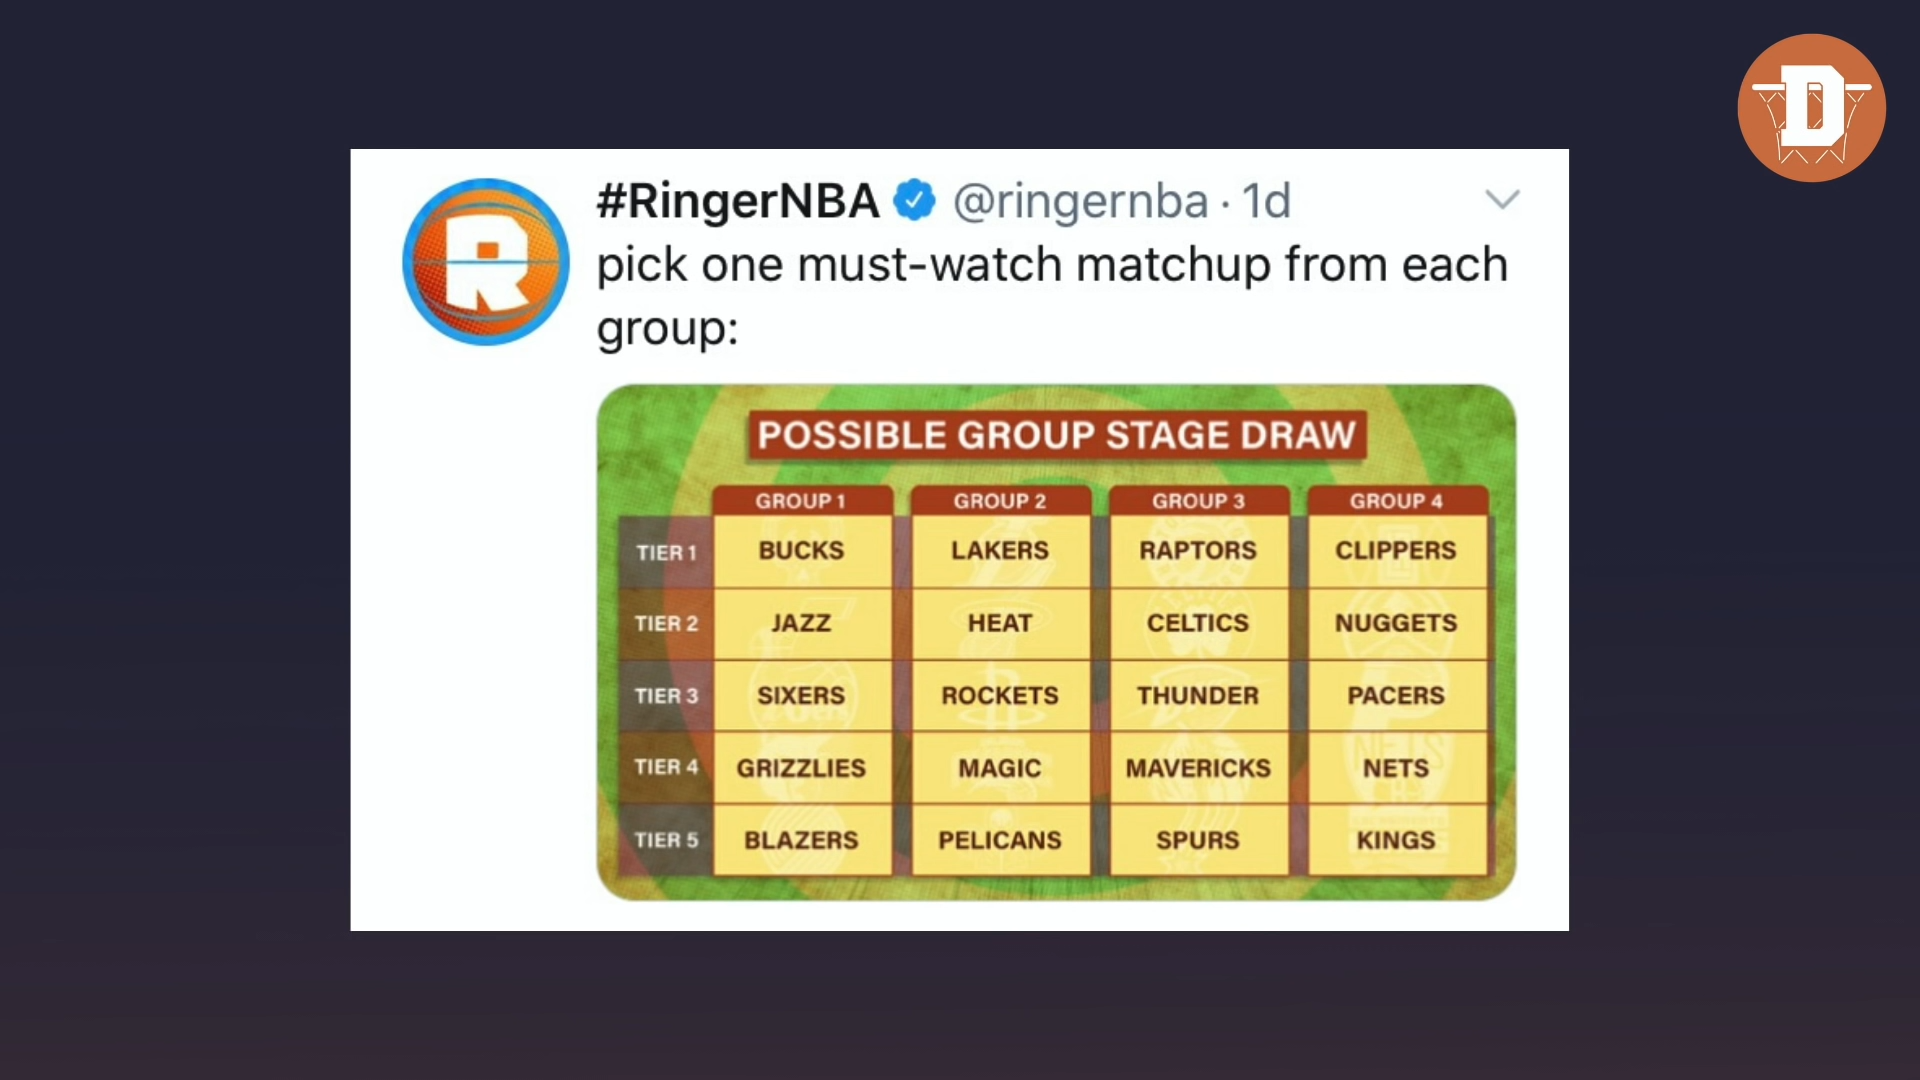 D
#RingerNBA @ringernba · 1d
pick one must-watch matchup from each
group:
R
POSSIBLE GROUP STAGE DRAW
GROUP 1 GROUP 2 GROUP 3 GROUP 4
TIER 1 BUCKS LAKERS RAPTORS CLIPPERS
TIER 2 JAZZ HEAT CELTICS NUGGETS
TIER 3 SIXERS ROCKETS THUNDER PACERS
TIER 4 GRIZZLIES MAGIC MAVERICKS NETS
TIER 5 BLAZERS PELICANS SPURS KINGS